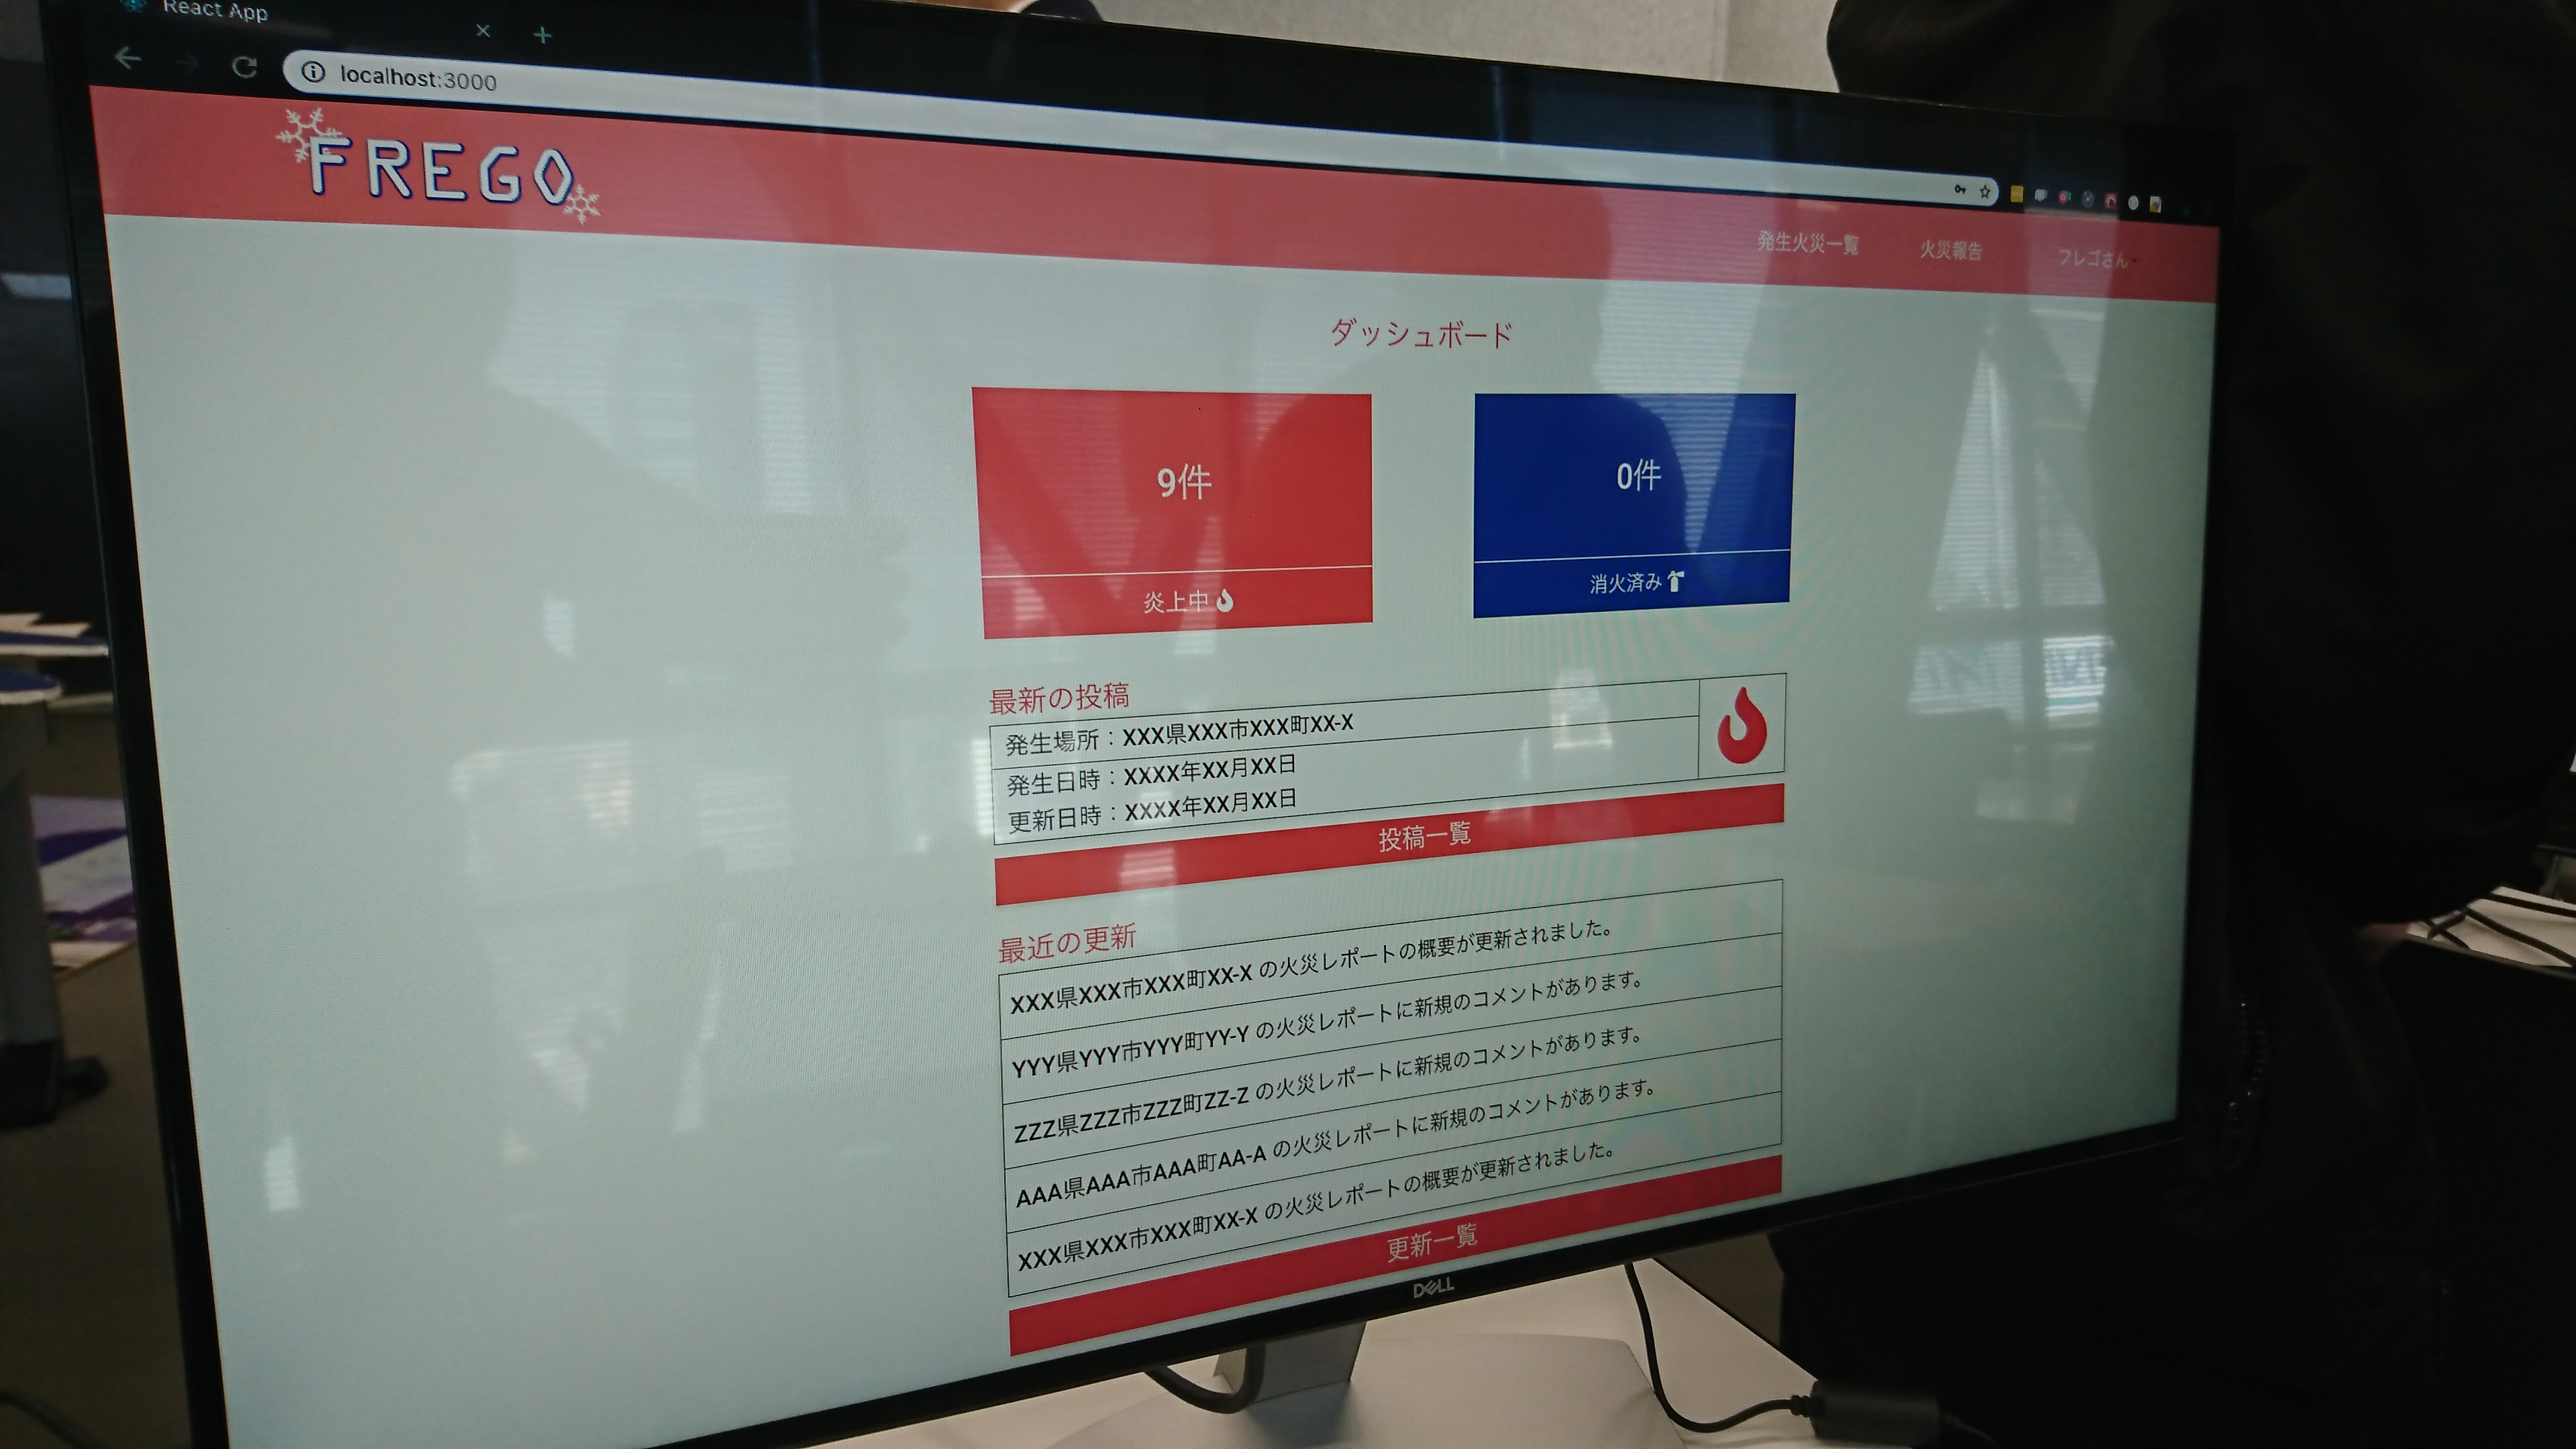 React App
localhost:3000
FREGO
発生火災一覧
火災報告
フレゴさん
ダッシュボード
9件
炎上中
0件
消火済み
最新の投稿
発生場所：XXX県XXX市XXX町XX-X
発生日時：XXXX年XX月XX日
更新日時：XXXX年XX月XX日
投稿一覧
最近の更新
XXX県XXX市XXX町XX-X の火災レポートの概要が更新されました。
YYY県YYY市YYY町YY-Y の火災レポートに新規のコメントがあります。
ZZZ県ZZZ市ZZZ町ZZ-Z の火災レポートに新規のコメントがあります。
AAA県AAA市AAA町AA-A の火災レポートに新規のコメントがあります。
XXX県XXX市XXX町XX-X の火災レポートの概要が更新されました。
更新一覧
DELL